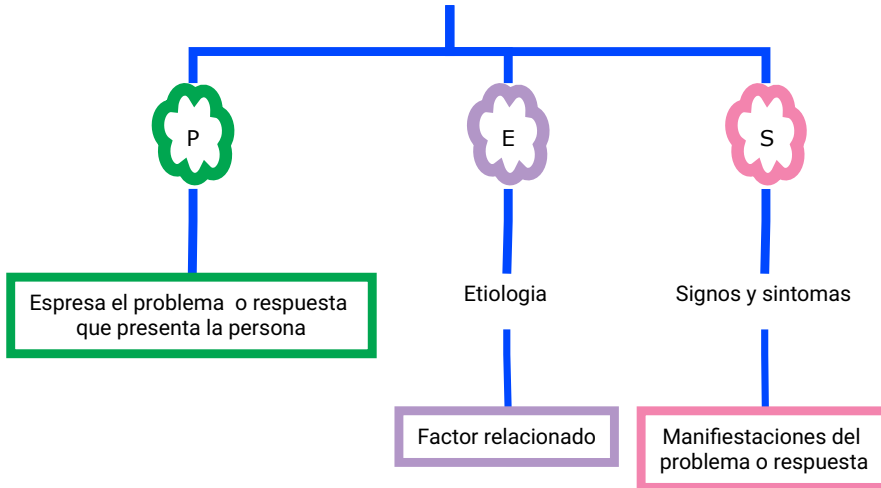 P
E
S
Espresa el problema o respuesta
que presenta la persona
Etiologia
Signos y sintomas
Factor relacionado
Manifiestaciones del
problema o respuesta